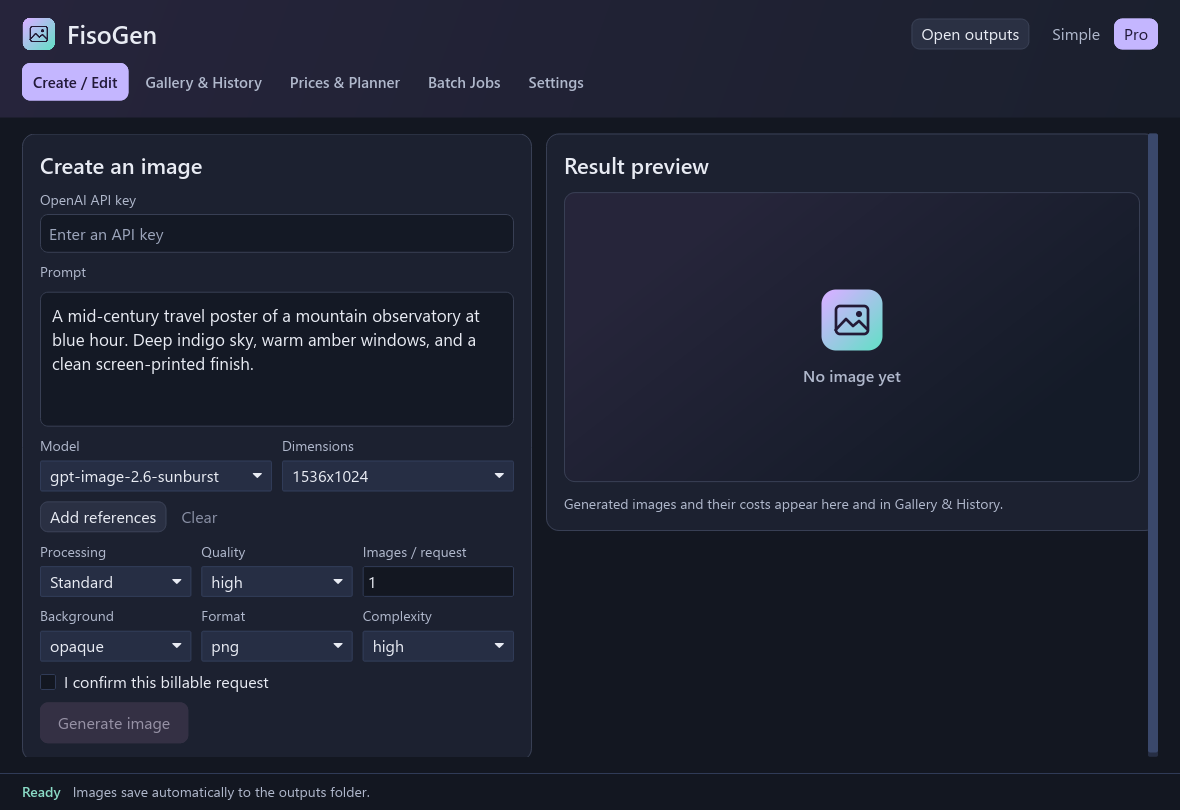 FisoGen
Open outputs
Simple
Pro
Create / Edit
Gallery & History
Prices & Planner
Batch Jobs
Settings
Create an image
OpenAI API key
Enter an API key
Prompt
A mid-century travel poster of a mountain observatory at
blue hour. Deep indigo sky, warm amber windows, and a
clean screen-printed finish.
Model
Dimensions
gpt-image-2.6-sunburst
1536x1024
Add references
Clear
Processing
Quality
Images / request
Standard
high
1
Background
Format
Complexity
opaque
png
high
I confirm this billable request
Generate image
Result preview
No image yet
Generated images and their costs appear here and in Gallery & History.
Ready
Images save automatically to the outputs folder.